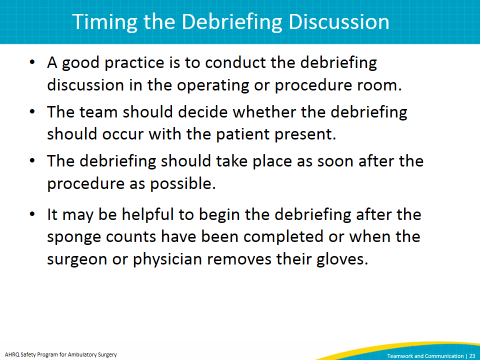 Timing the Debriefing Discussion
• A good practice is to conduct the debriefing
discussion in the operating or procedure room.
• The team should decide whether the debriefing
should occur with the patient present.
• The debriefing should take place as soon after the
procedure as possible.
• It may be helpful to begin the debriefing after the
sponge counts have been completed or when the
surgeon or physician removes their gloves.
AHRQ Safety Program for Ambulatory Surgery
Teamwork and Communication | 23